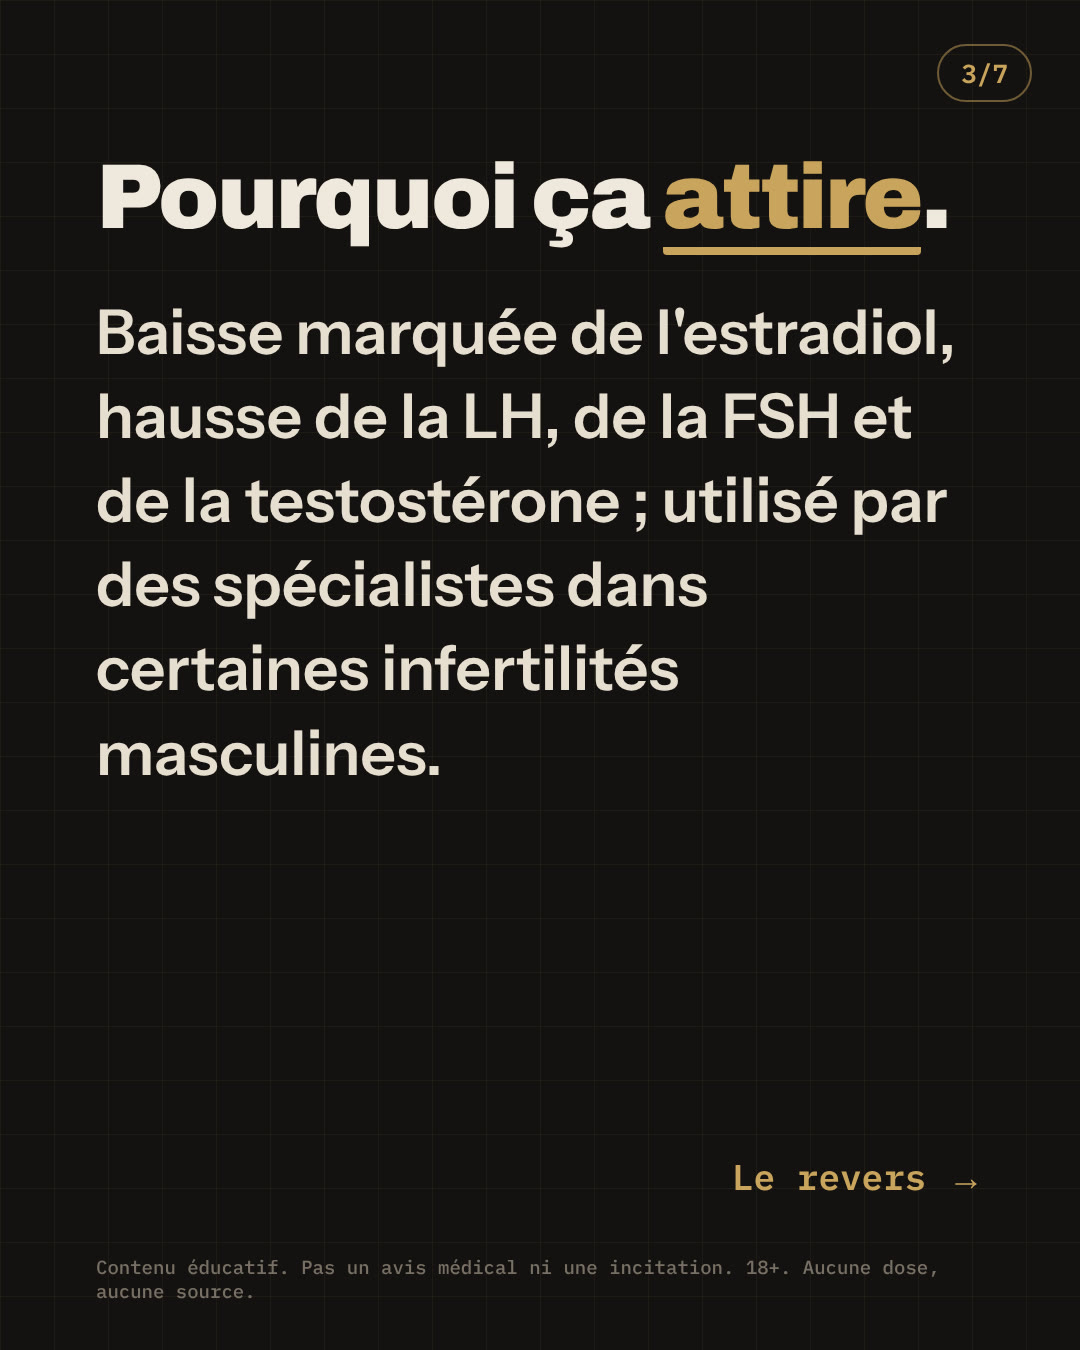 3/7
Pourquoi ça attire.
Baisse marquée de l'estradiol,
hausse de la LH, de la FSH et
de la testostérone ; utilisé par
des spécialistes dans
certaines infertilités
masculines.
Le revers →
Contenu éducatif. Pas un avis médical ni une incitation. 18+. Aucune dose,
aucune source.